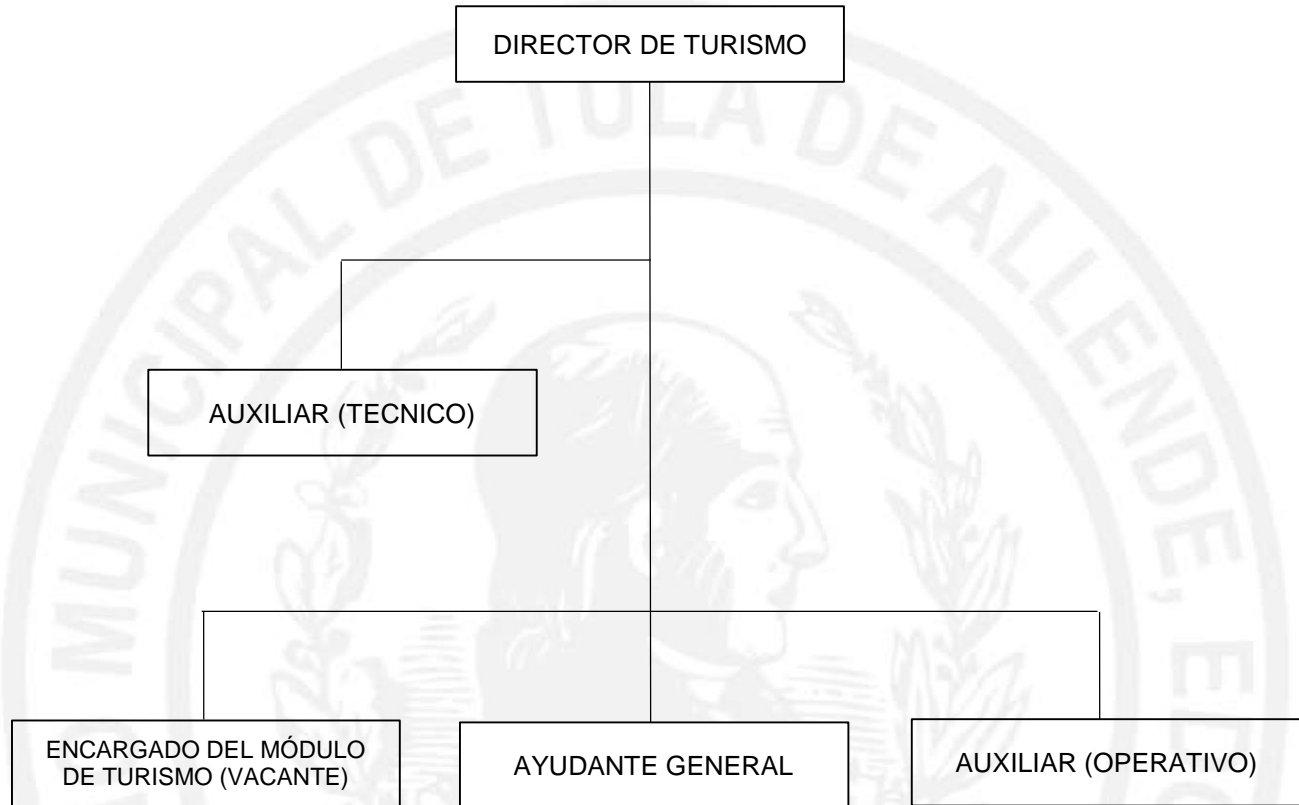 DIRECTOR DE TURISMO
AUXILIAR (TECNICO)
ENCARGADO DEL MÓDULO
DE TURISMO (VACANTE)
AYUDANTE GENERAL
AUXILIAR (OPERATIVO)
MUNICIPAL DE TULA DE ALLENDE,